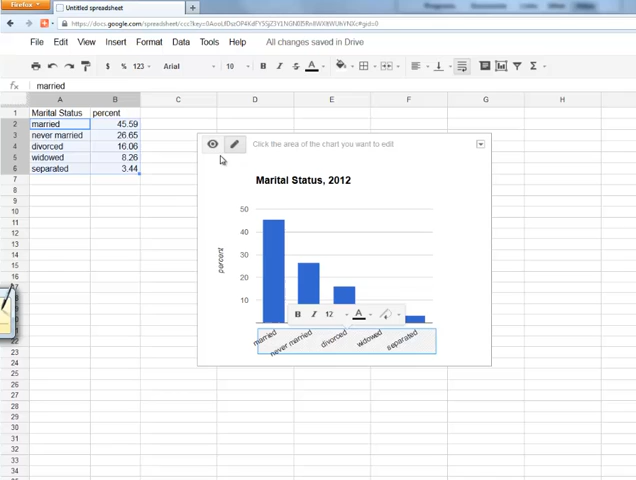 Firefox
Untitled spreadsheet
https://docs.google.com/spreadsheet/
File Edit View Insert Format Data Tools Help All changes saved in Drive
$ % 123 Arial 10 B I S A Σ
fx married
A B C D E F G H
1 Marital Status percent
2 married 45.59
3 never married 26.65
4 divorced 16.06
5 widowed 8.26
6 separated 3.44
7
8
9
10
11
12
13
14
15
16
17
18
19
20
21
22
23
24
25
26
27
28
29
30
31
32
33
34
Click the area of the chart you want to edit
Marital Status, 2012
percent
50
40
30
20
10
B I 12 A
married never married divorced widowed separated